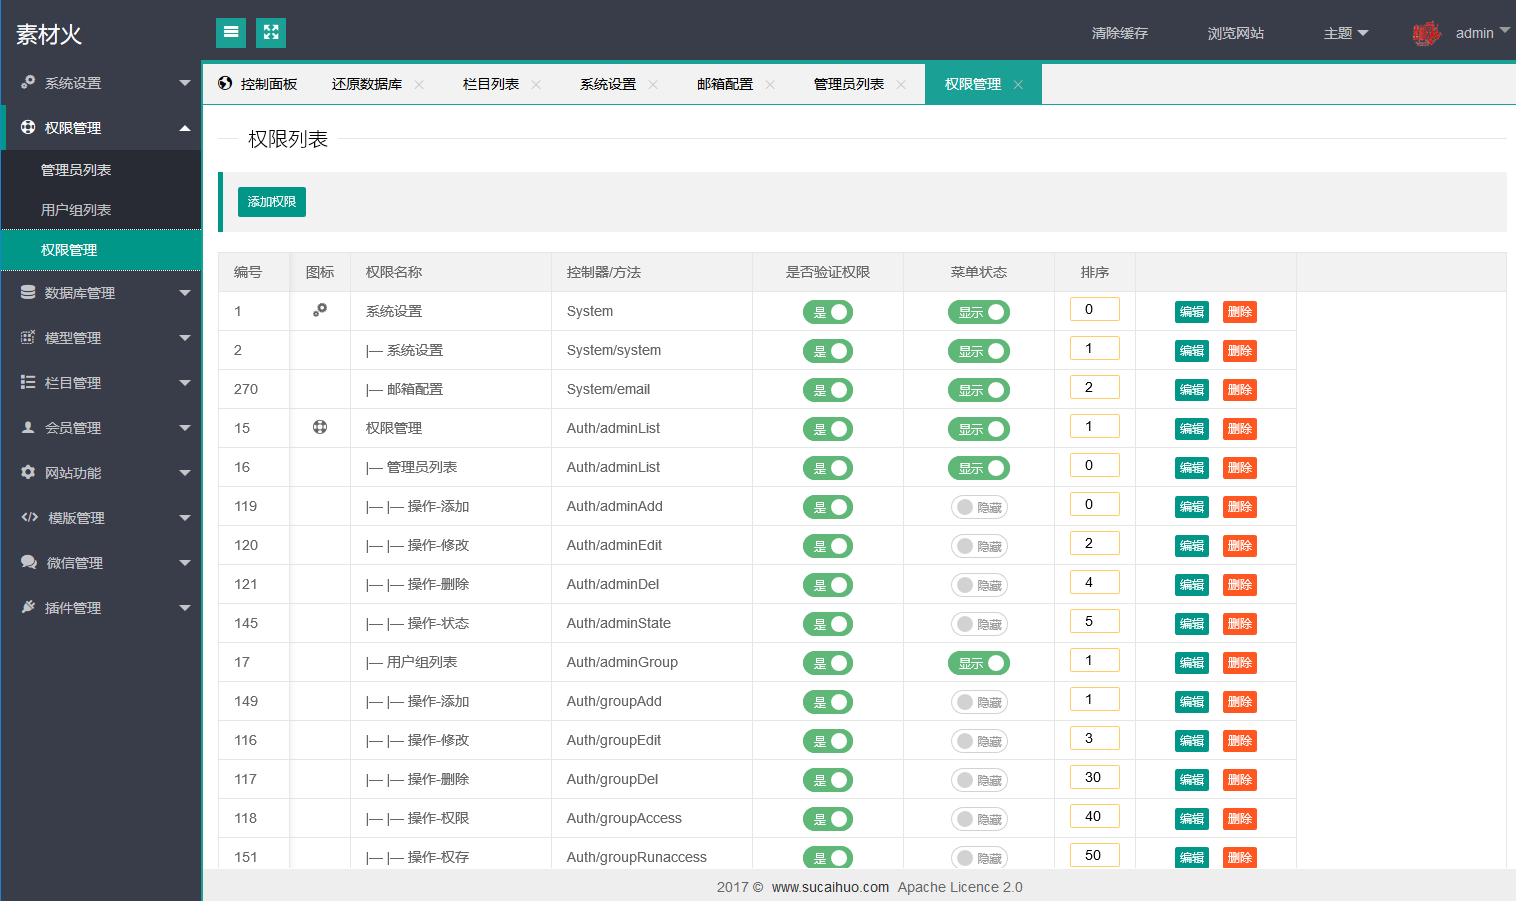 素材火
清除缓存 浏览网站 主题 admin
系统设置
权限管理
管理员列表
用户组列表
权限管理
数据库管理
模型管理
栏目管理
会员管理
网站功能
模版管理
微信管理
插件管理
控制面板 还原数据库 栏目列表 系统设置 邮箱配置 管理员列表 权限管理
权限列表
添加权限
编号 图标 权限名称 控制器/方法 是否验证权限 菜单状态 排序
1 系统设置 System 是 显示 0 编辑 删除
2 |— 系统设置 System/system 是 显示 1 编辑 删除
270 |— 邮箱配置 System/email 是 显示 2 编辑 删除
15 权限管理 Auth/adminList 是 显示 1 编辑 删除
16 |— 管理员列表 Auth/adminList 是 显示 0 编辑 删除
119 |— |— 操作-添加 Auth/adminAdd 是 隐藏 0 编辑 删除
120 |— |— 操作-修改 Auth/adminEdit 是 隐藏 2 编辑 删除
121 |— |— 操作-删除 Auth/adminDel 是 隐藏 4 编辑 删除
145 |— |— 操作-状态 Auth/adminState 是 隐藏 5 编辑 删除
17 |— 用户组列表 Auth/adminGroup 是 显示 1 编辑 删除
149 |— |— 操作-添加 Auth/groupAdd 是 隐藏 1 编辑 删除
116 |— |— 操作-修改 Auth/groupEdit 是 隐藏 3 编辑 删除
117 |— |— 操作-删除 Auth/groupDel 是 隐藏 30 编辑 删除
118 |— |— 操作-权限 Auth/groupAccess 是 隐藏 40 编辑 删除
151 |— |— 操作-权存 Auth/groupRunaccess 是 隐藏 50 编辑 删除
2017 © www.sucaihuo.com Apache Licence 2.0